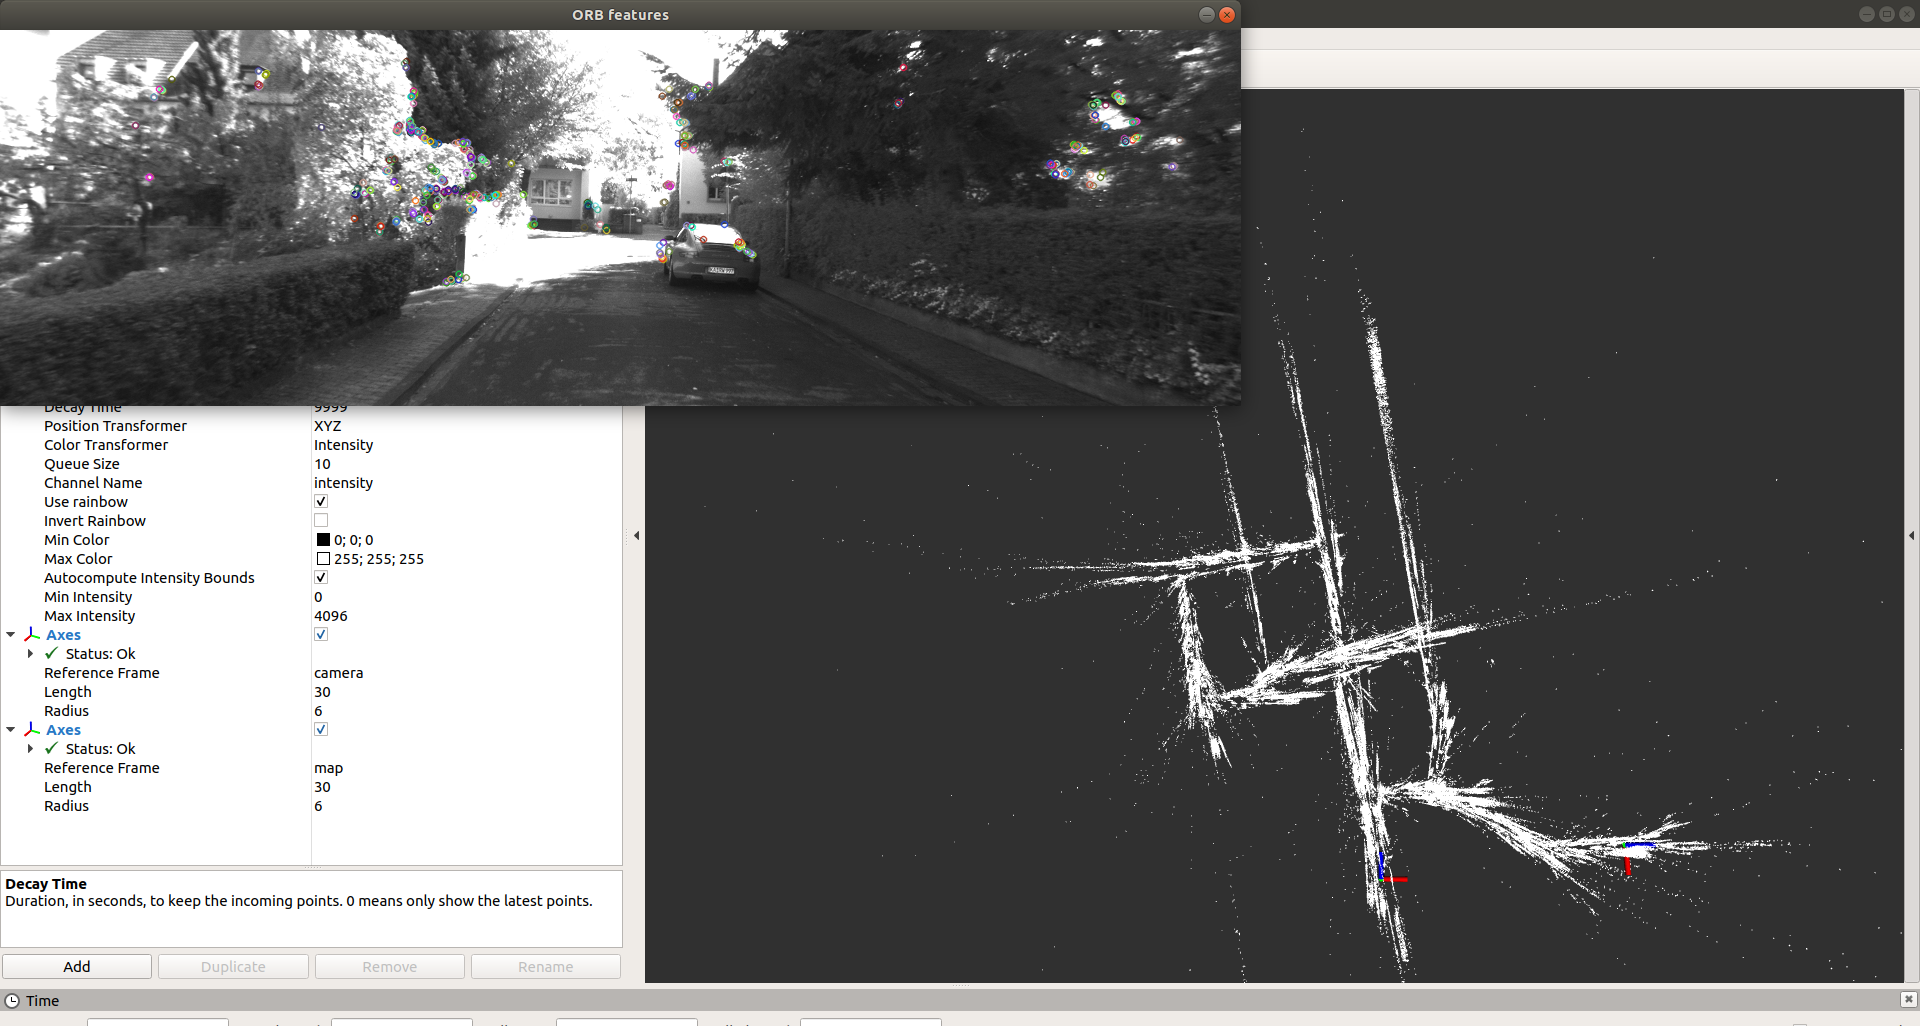 ORB features
Decay Time 9999
Position Transformer XYZ
Color Transformer Intensity
Queue Size 10
Channel Name intensity
Use rainbow
Invert Rainbow
Min Color 0; 0; 0
Max Color 255; 255; 255
Autocompute Intensity Bounds
Min Intensity 0
Max Intensity 4096
Axes
Status: Ok
Reference Frame camera
Length 30
Radius 6
Axes
Status: Ok
Reference Frame map
Length 30
Radius 6
Decay Time
Duration, in seconds, to keep the incoming points. 0 means only show the latest points.
Add Duplicate Remove Rename
Time